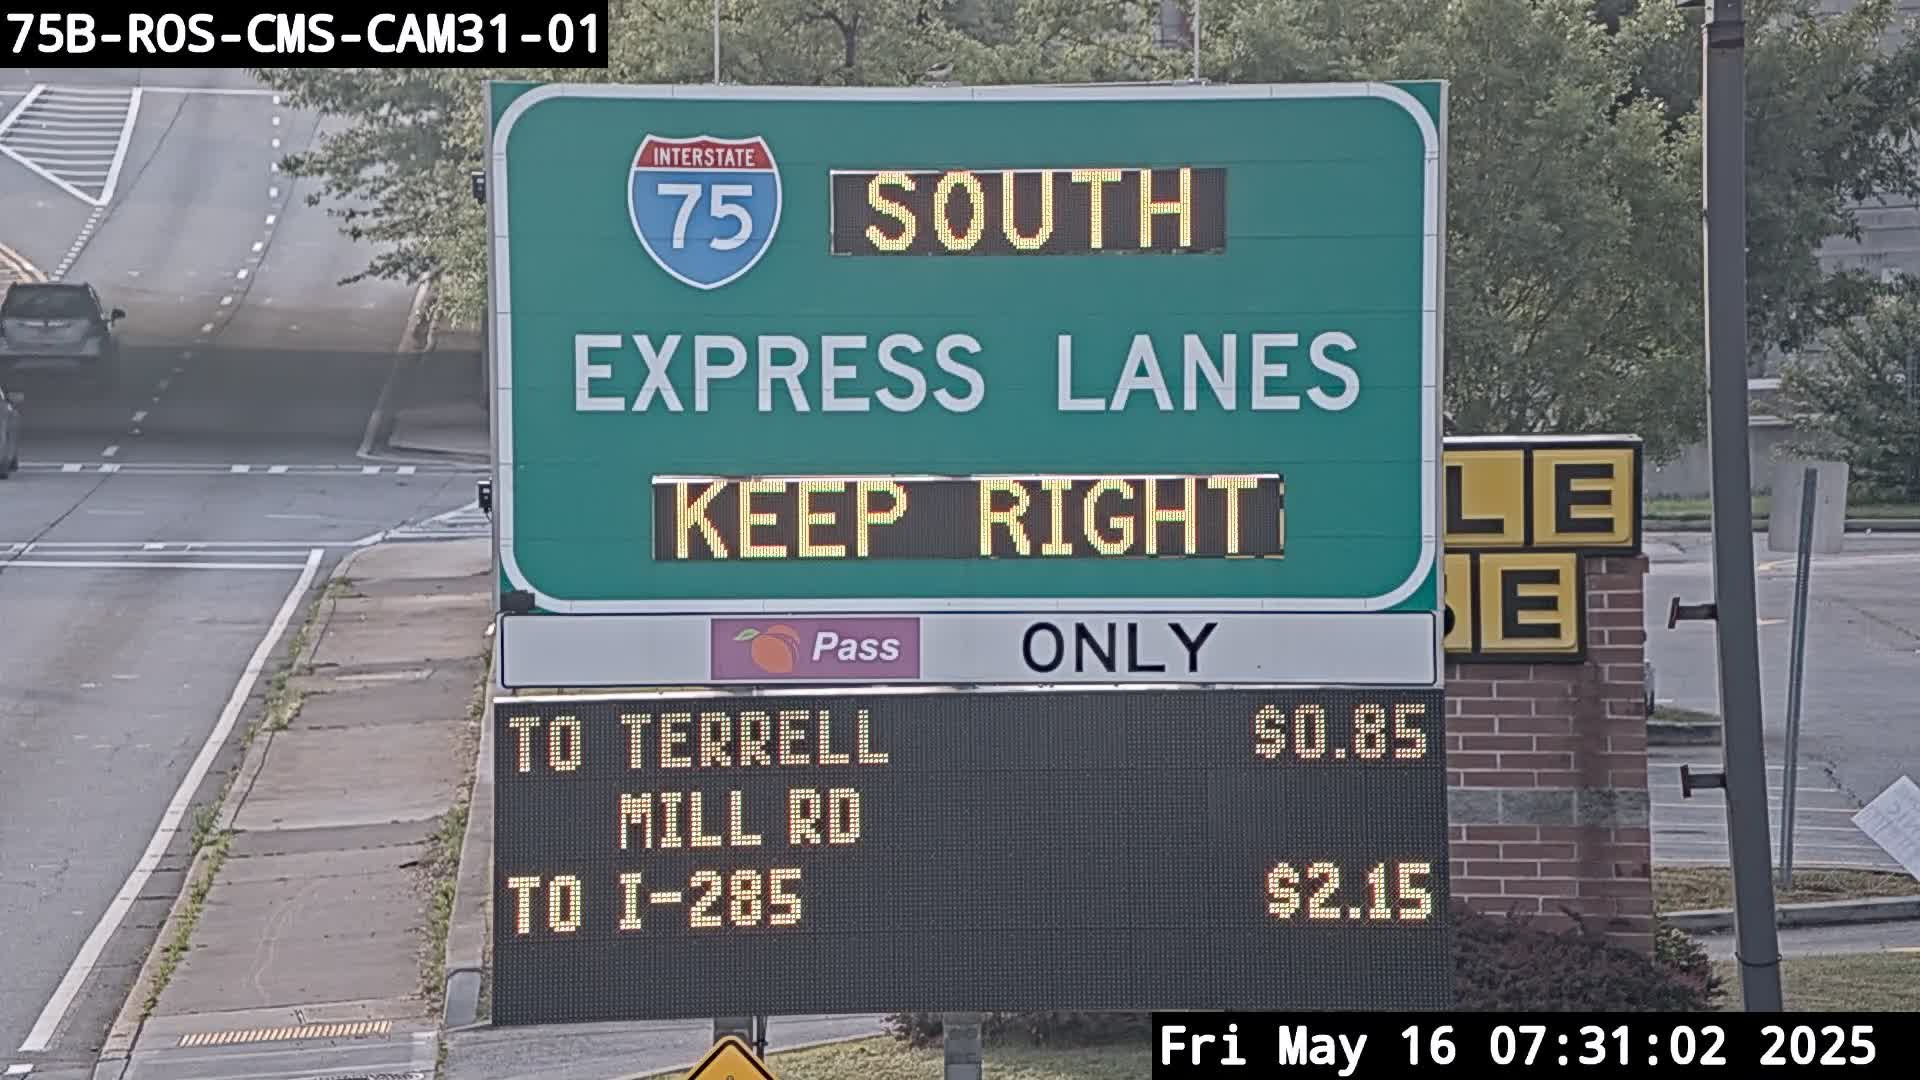 75B-ROS-CMS-CAM31-01
INTERSTATE
75
SOUTH
EXPRESS LANES
KEEP RIGHT
LE
E
Pass ONLY
TO TERRELL $0.85
MILL RD
TO I-285 $2.15
Fri May 16 07:31:02 2025